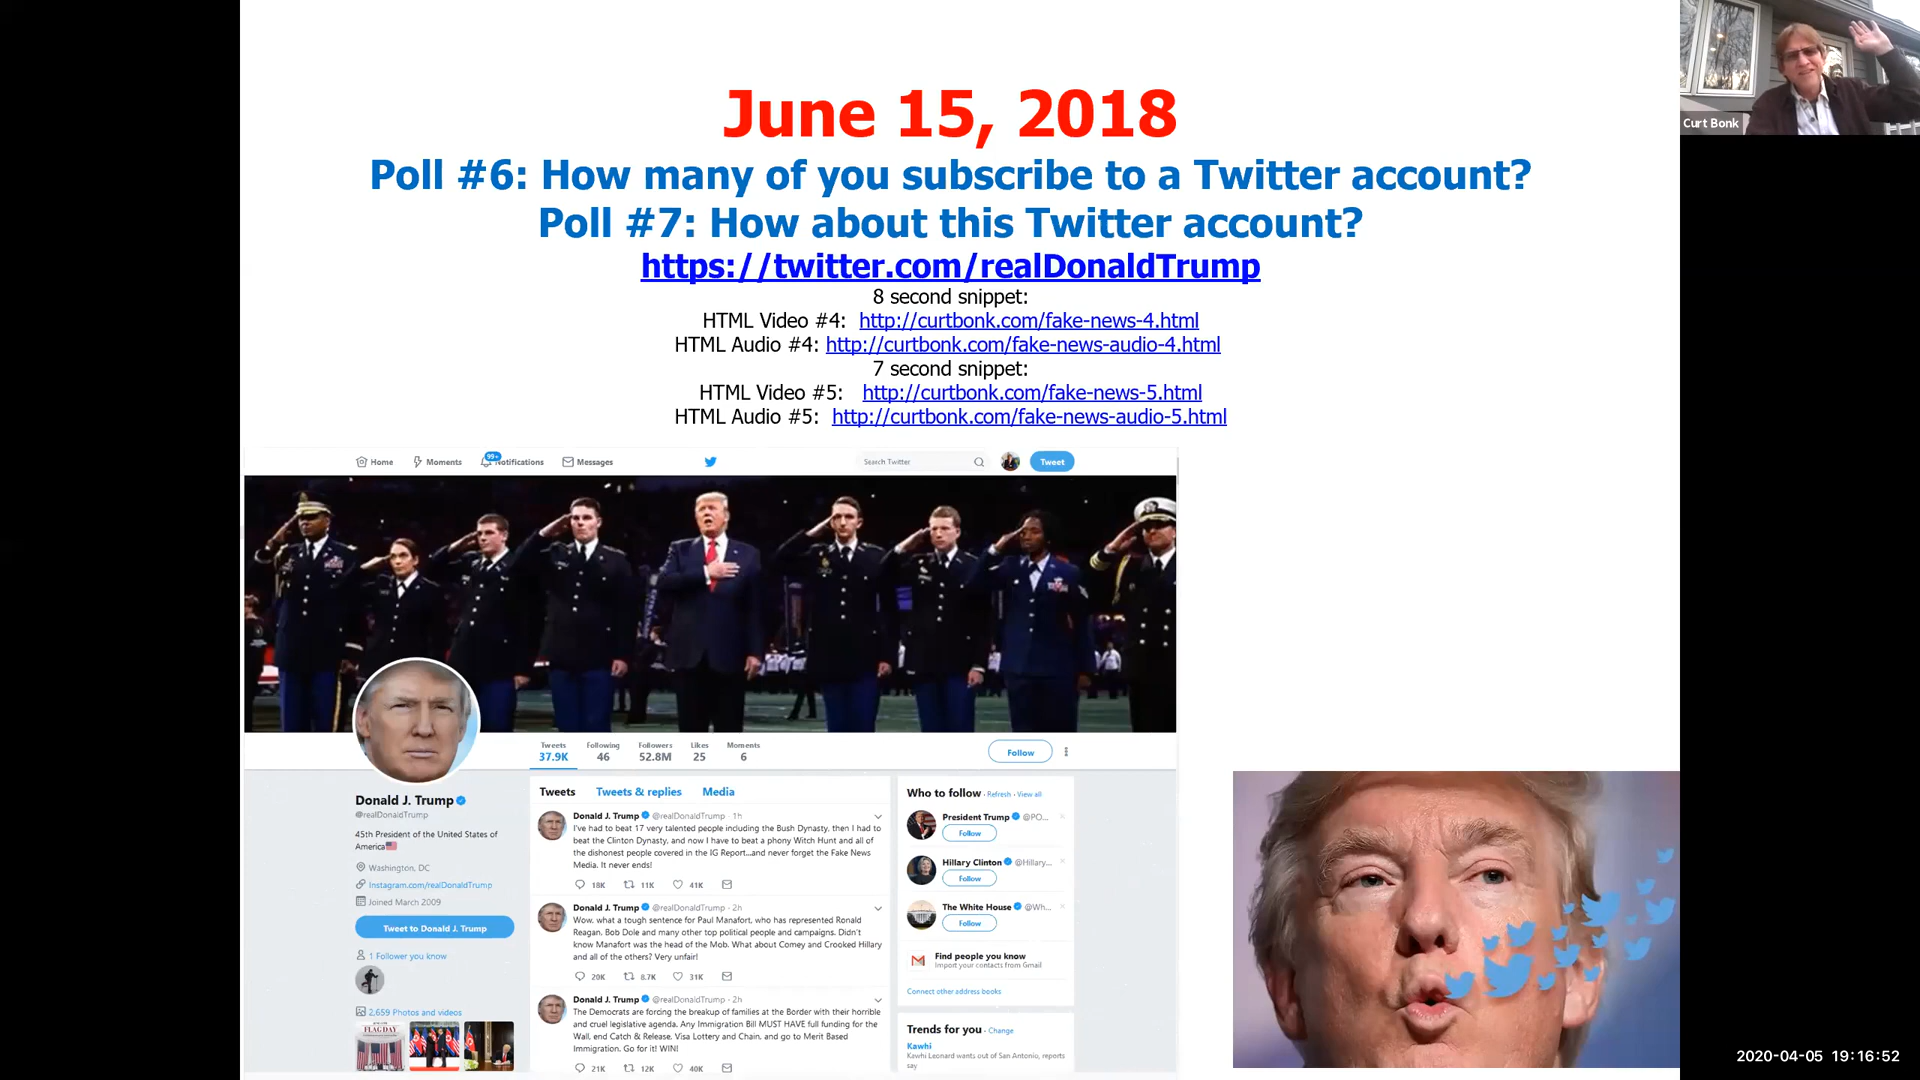 June 15, 2018
Poll #6: How many of you subscribe to a Twitter account?
Poll #7: How about this Twitter account?
https://twitter.com/realDonaldTrump
8 second snippet:
HTML Video #4: http://curtbonk.com/fake-news-4.html
HTML Audio #4: http://curtbonk.com/fake-news-audio-4.html
7 second snippet:
HTML Video #5: http://curtbonk.com/fake-news-5.html
HTML Audio #5: http://curtbonk.com/fake-news-audio-5.html
Curt Bonk
Home Moments 99+ Notifications Messages Search Twitter Tweet
Tweets Following Followers Likes Moments
37.9K 46 52.8M 25 6
Follow
Donald J. Trump
@realDonaldTrump
45th President of the United States of
America
Washington, DC
Instagram.com/realDonaldTrump
Joined March 2009
Tweet to Donald J. Trump
1 Follower you know
2,659 Photos and videos
FLAG DAY
Tweets Tweets & replies Media
Donald J. Trump @realDonaldTrump · 1h
I've had to beat 17 very talented people including the Bush Dynasty, then I had to
beat the Clinton Dynasty, and now I have to beat a phony Witch Hunt and all of
the dishonest people covered in the IG Report...and never forget the Fake News
Media. It never ends!
18K 11K 41K
Donald J. Trump @realDonaldTrump · 2h
Wow, what a tough sentence for Paul Manafort, who has represented Ronald
Reagan, Bob Dole and many other top political people and campaigns. Didn't
know Manafort was the head of the Mob. What about Comey and Crooked Hillary
and all of the others? Very unfair!
20K 8.7K 31K
Donald J. Trump @realDonaldTrump · 2h
The Democrats are forcing the breakup of families at the Border with their horrible
and cruel legislative agenda. Any Immigration Bill MUST HAVE full funding for the
Wall, end Catch & Release, Visa Lottery and Chain, and go to Merit Based
Immigration. Go for it! WIN!
21K 12K 40K
Who to follow · Refresh · View all
President Trump @PO...
Follow
Hillary Clinton @Hillary...
Follow
The White House @Wh...
Follow
Find people you know
Import your contacts from Gmail
Connect other address books
Trends for you · Change
Kawhi
Kawhi Leonard wants out of San Antonio, reports
say
2020-04-05 19:16:52